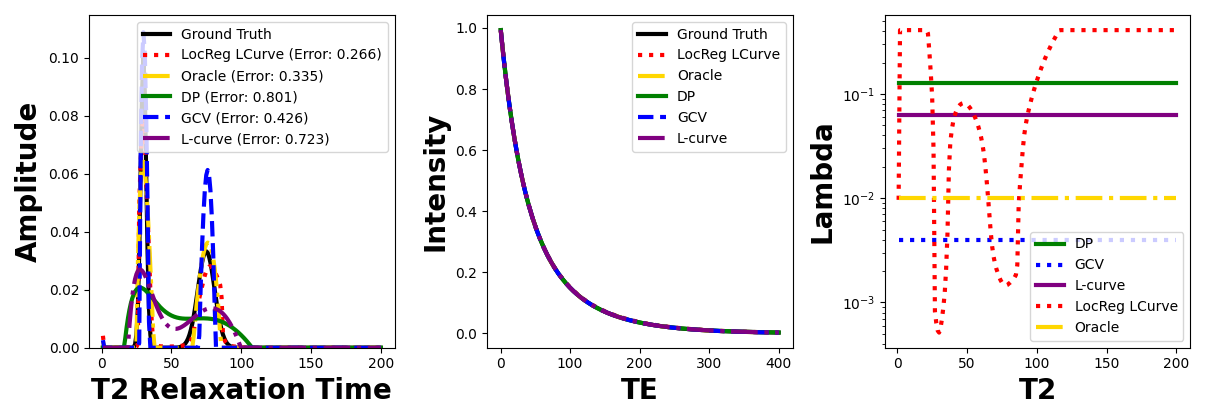 Amplitude
0.10
0.08
0.06
0.04
0.02
0.00
Ground Truth
LocReg LCurve (Error: 0.266)
Oracle (Error: 0.335)
DP (Error: 0.801)
GCV (Error: 0.426)
L-curve (Error: 0.723)
0 50 100 150 200
T2 Relaxation Time
Intensity
1.0
0.8
0.6
0.4
0.2
0.0
Ground Truth
LocReg LCurve
Oracle
DP
GCV
L-curve
0 100 200 300 400
TE
Lambda
10⁻¹
10⁻²
10⁻³
DP
GCV
L-curve
LocReg LCurve
Oracle
0 50 100 150 200
T2